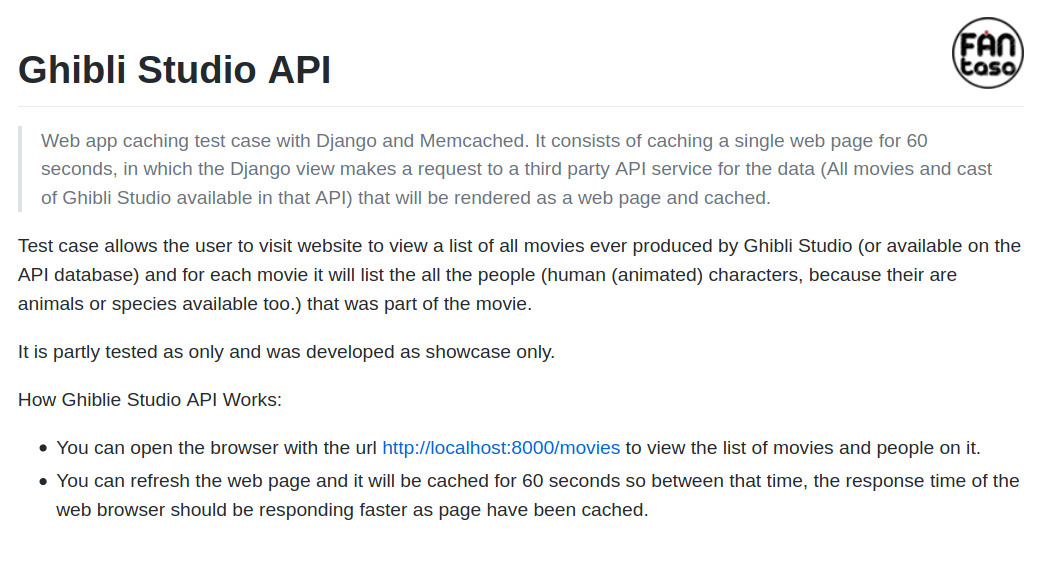 FAN
taso
Ghibli Studio API
Web app caching test case with Django and Memcached. It consists of caching a single web page for 60
seconds, in which the Django view makes a request to a third party API service for the data (All movies and cast
of Ghibli Studio available in that API) that will be rendered as a web page and cached.
Test case allows the user to visit website to view a list of all movies ever produced by Ghibli Studio (or available on the
API database) and for each movie it will list the all the people (human (animated) characters, because their are
animals or species available too.) that was part of the movie.
It is partly tested as only and was developed as showcase only.
How Ghiblie Studio API Works:
• You can open the browser with the url http://localhost:8000/movies to view the list of movies and people on it.
• You can refresh the web page and it will be cached for 60 seconds so between that time, the response time of the
web browser should be responding faster as page have been cached.